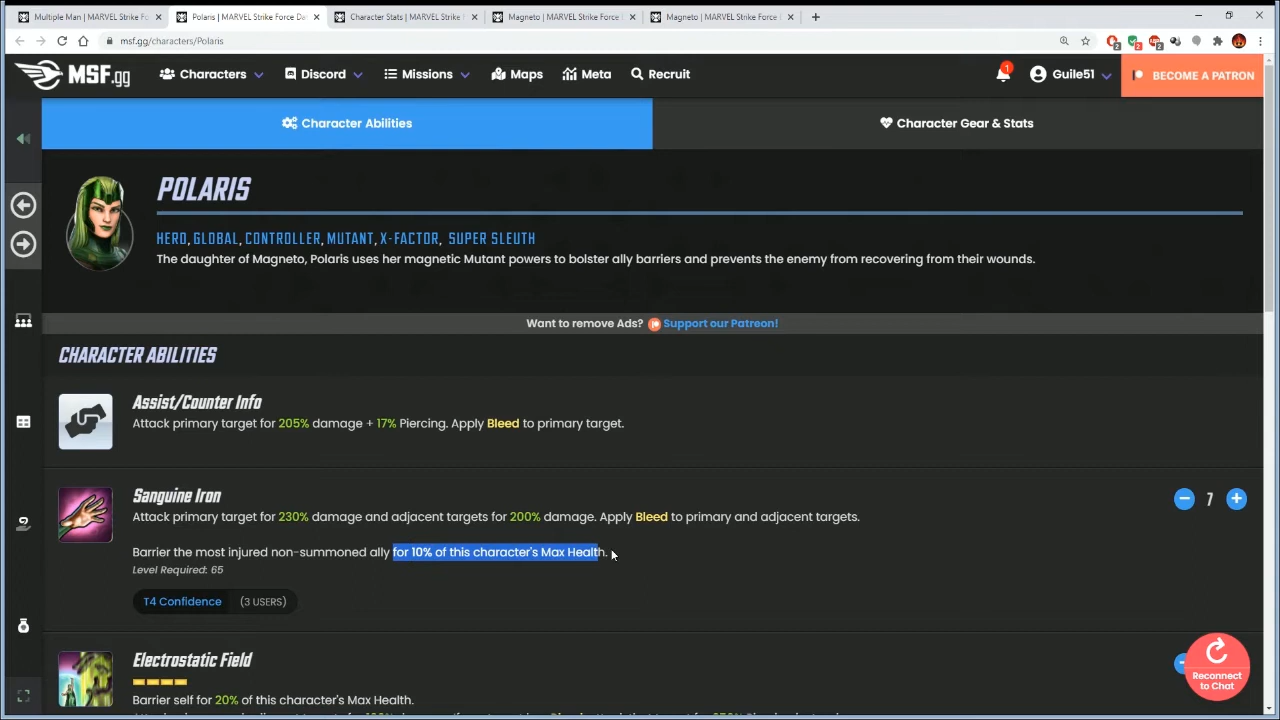 Multiple Man | MARVEL Strike Force
Polaris | MARVEL Strike Force Da
Character Stats | MARVEL Strike F
Magneto | MARVEL Strike Force
Magneto | MARVEL Strike Force
msf.gg/characters/Polaris
MSF.gg
Characters
Discord
Missions
Maps
Meta
Recruit
1
Guile51
BECOME A PATRON
Character Abilities
Character Gear & Stats
POLARIS
HERO, GLOBAL, CONTROLLER, MUTANT, X-FACTOR, SUPER SLEUTH
The daughter of Magneto, Polaris uses her magnetic Mutant powers to bolster ally barriers and prevents the enemy from recovering from their wounds.
Want to remove Ads? Support our Patreon!
CHARACTER ABILITIES
Assist/Counter Info
Attack primary target for 205% damage + 17% Piercing. Apply Bleed to primary target.
Sanguine Iron
7
Attack primary target for 230% damage and adjacent targets for 200% damage. Apply Bleed to primary and adjacent targets.
Barrier the most injured non-summoned ally for 10% of this character's Max Health.
Level Required: 65
T4 Confidence (3 USERS)
Electrostatic Field
Barrier self for 20% of this character's Max Health.
Reconnect
to Chat